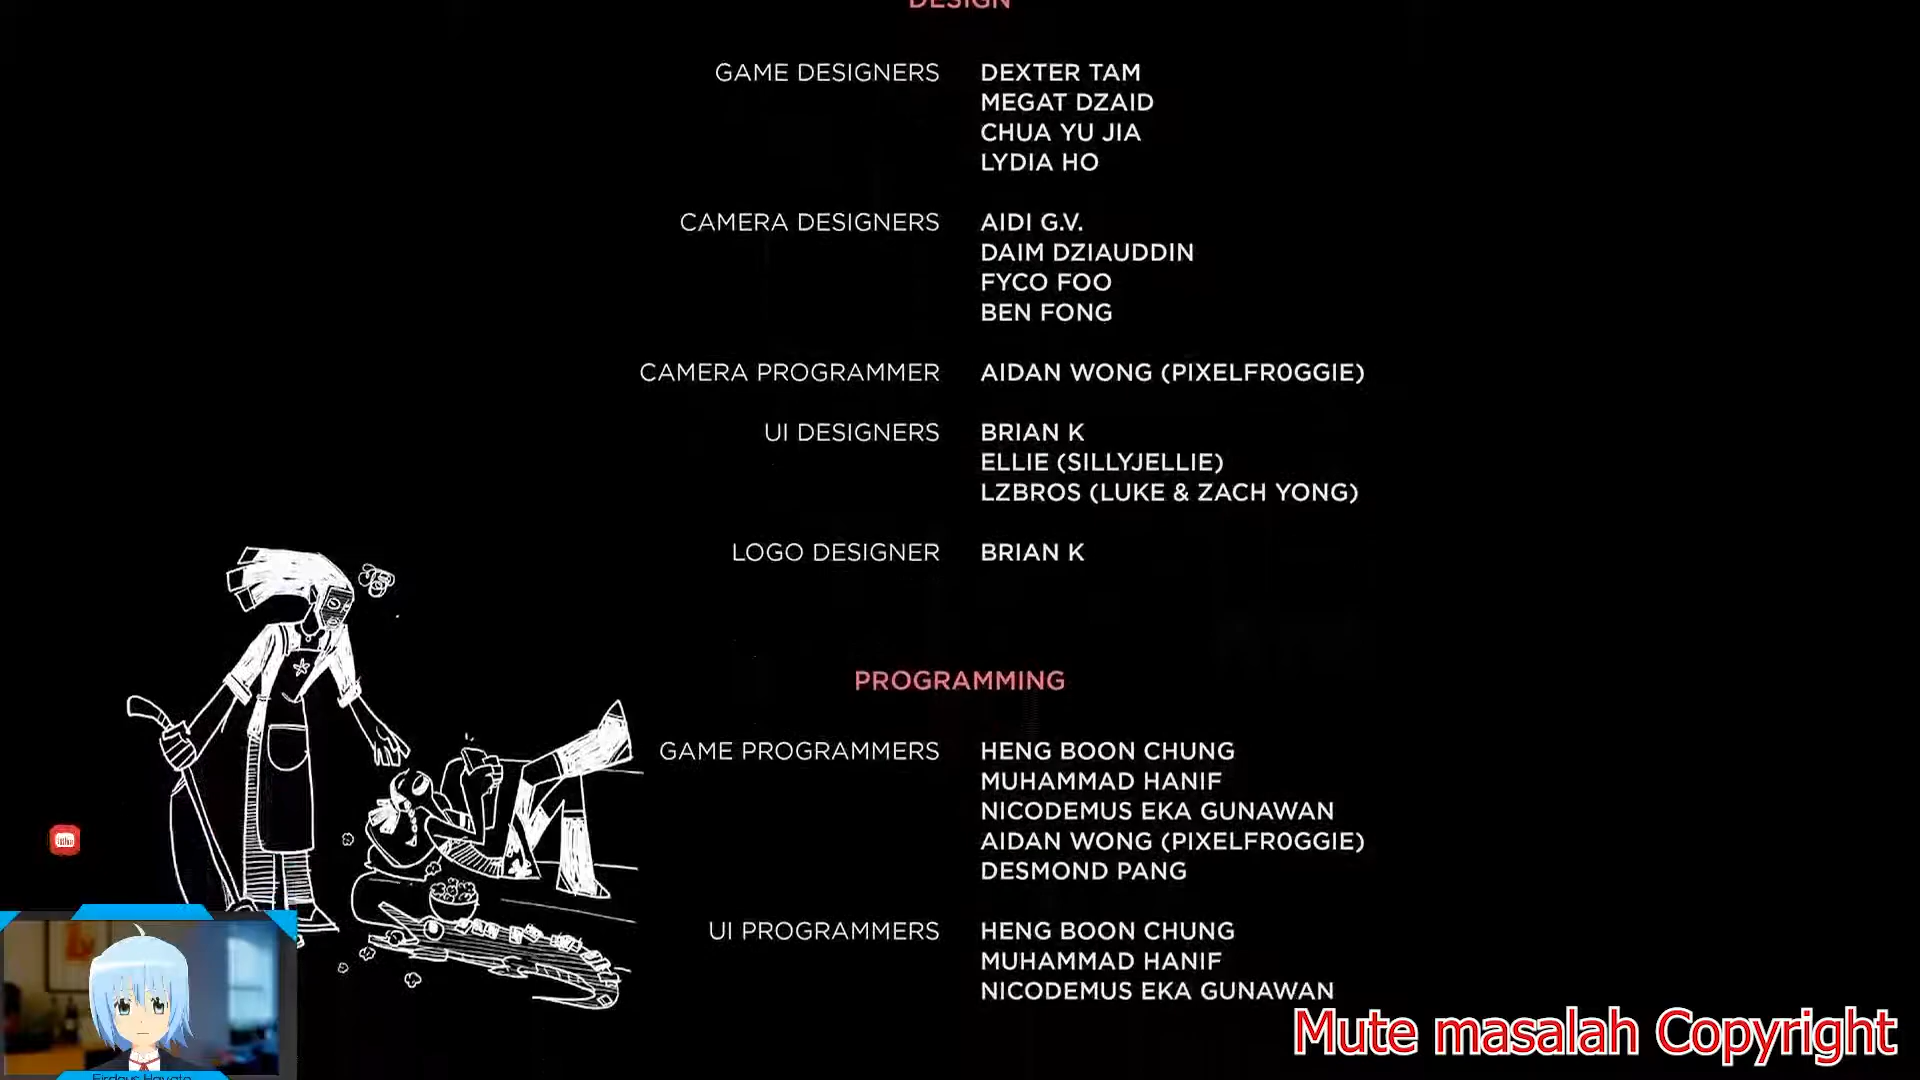 DESIGN
GAME DESIGNERS DEXTER TAM
MEGAT DZAID
CHUA YU JIA
LYDIA HO
CAMERA DESIGNERS AIDI G.V.
DAIM DZIAUDDIN
FYCO FOO
BEN FONG
CAMERA PROGRAMMER AIDAN WONG (PIXELFR0GGIE)
UI DESIGNERS BRIAN K
ELLIE (SILLYJELLIE)
LZBROS (LUKE & ZACH YONG)
LOGO DESIGNER BRIAN K
PROGRAMMING
GAME PROGRAMMERS HENG BOON CHUNG
MUHAMMAD HANIF
NICODEMUS EKA GUNAWAN
AIDAN WONG (PIXELFR0GGIE)
DESMOND PANG
UI PROGRAMMERS HENG BOON CHUNG
MUHAMMAD HANIF
NICODEMUS EKA GUNAWAN
Mute masalah Copyright